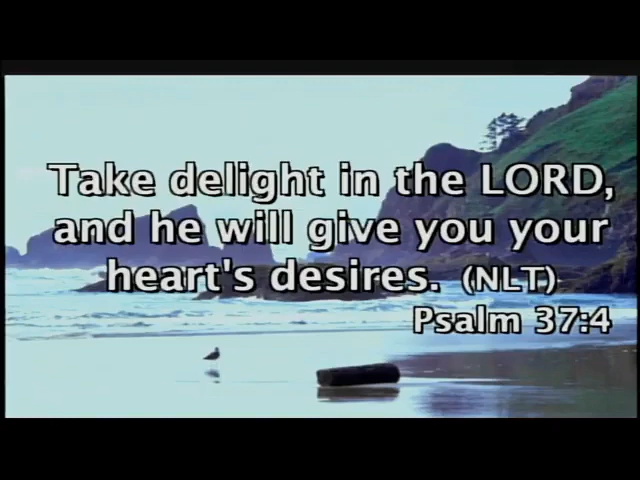 Take delight in the LORD,
and he will give you your
heart's desires. (NLT)
Psalm 37:4